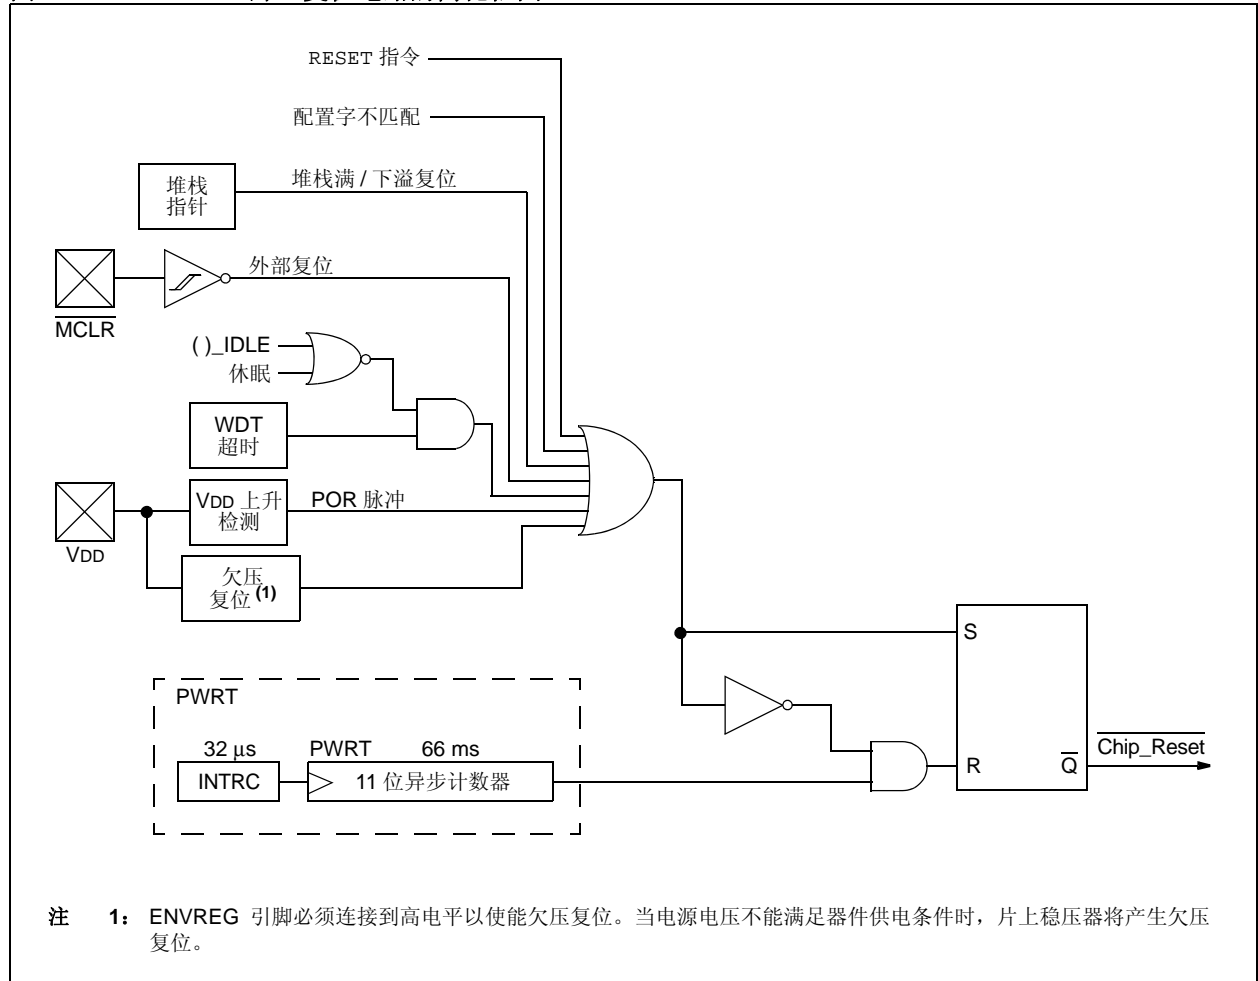 RESET 指令
配置字不匹配
堆栈
指针
堆栈满 / 下溢复位
外部复位
MCLR
( )_IDLE
休眠
WDT
超时
VDD
VDD 上升
检测
POR 脉冲
欠压
复位(1)
S
R
Q
Chip_Reset
PWRT
32 μs
PWRT
66 ms
INTRC
11 位异步计数器
注 1： ENVREG 引脚必须连接到高电平以使能欠压复位。当电源电压不能满足器件供电条件时，片上稳压器将产生欠压
复位。